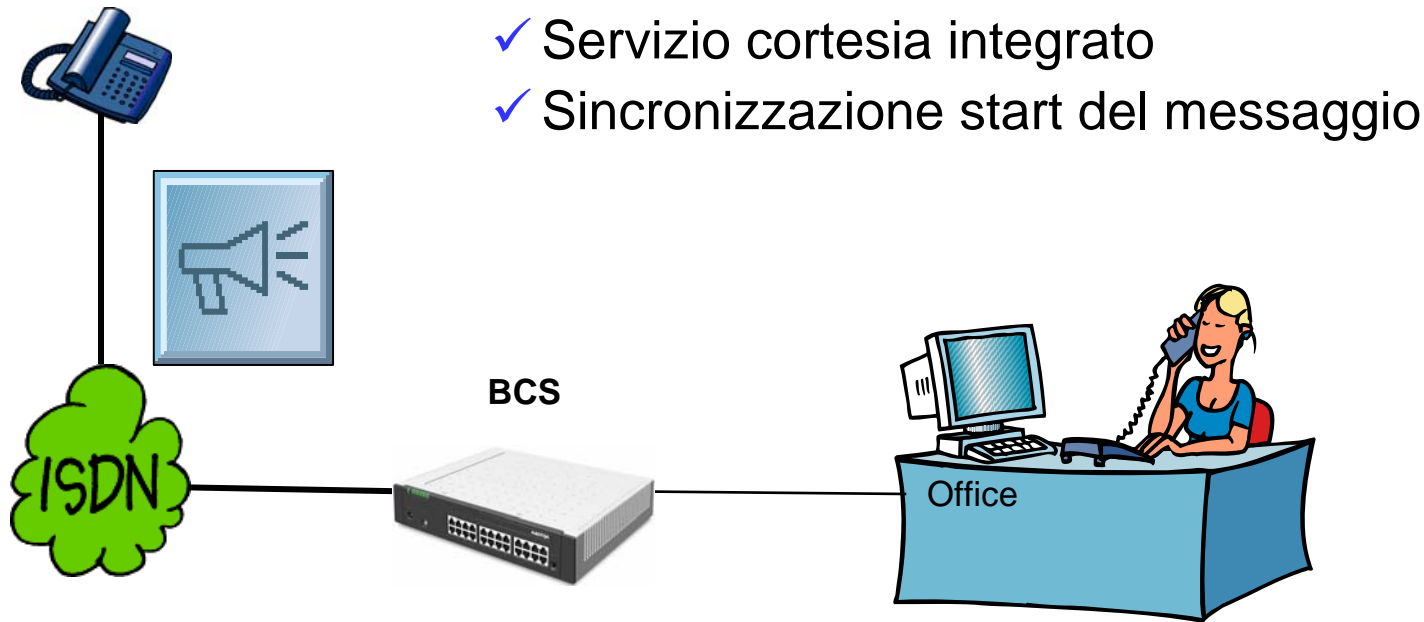 Servizio cortesia integrato
Sincronizzazione start del messaggio
BCS
ISDN
Office